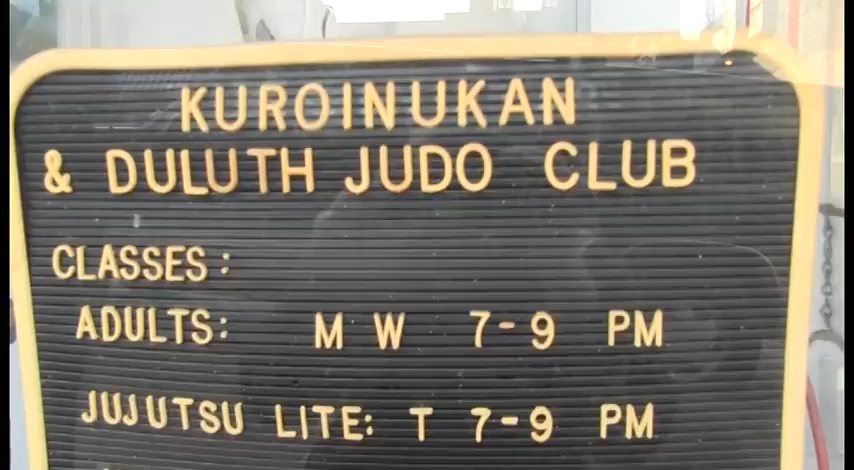 KUROINUKAN
& DULUTH JUDO CLUB
CLASSES:
ADULTS: M W 7-9 PM
JUJUTSU LITE: T 7-9 PM